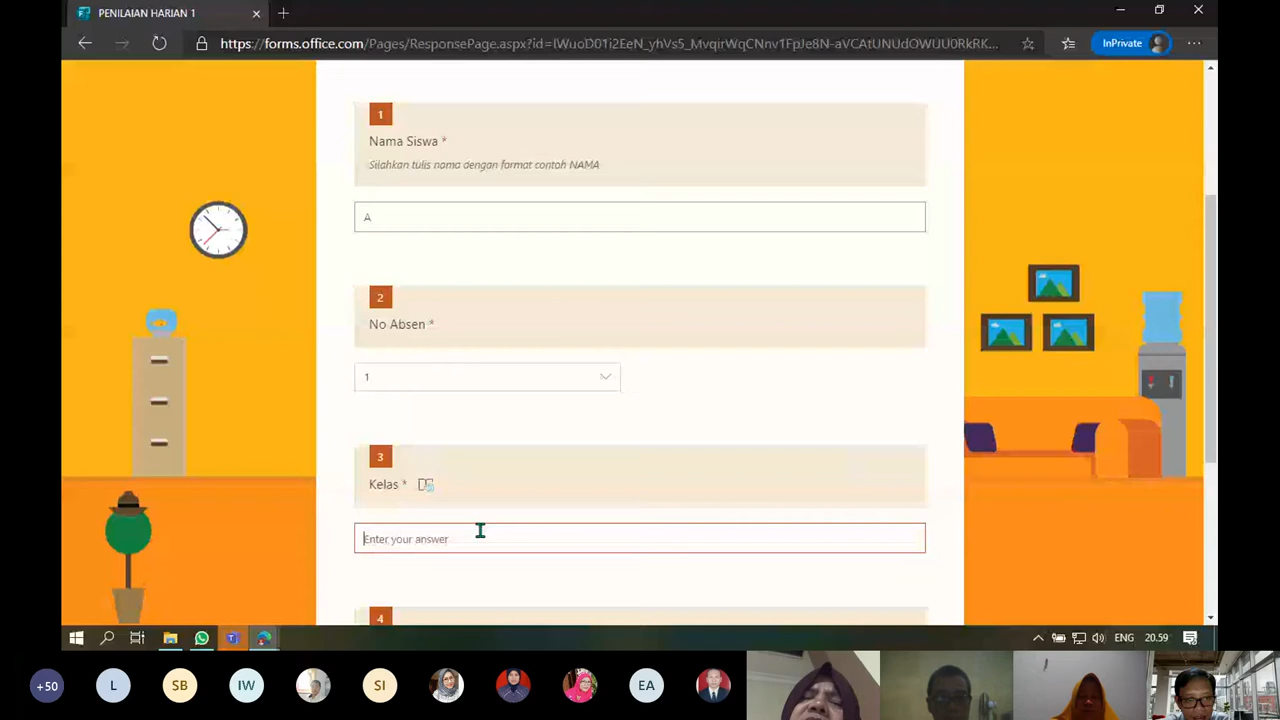 PENILAIAN HARIAN 1
https://forms.office.com/Pages/ResponsePage.aspx?id=
InPrivate
1
Nama Siswa *
Silahkan tulis nama dengan format contoh NAMA
A
2
No Absen *
1
3
Kelas *
Enter your answer
4
ENG
20.59
+50
L
SB
IW
SI
EA